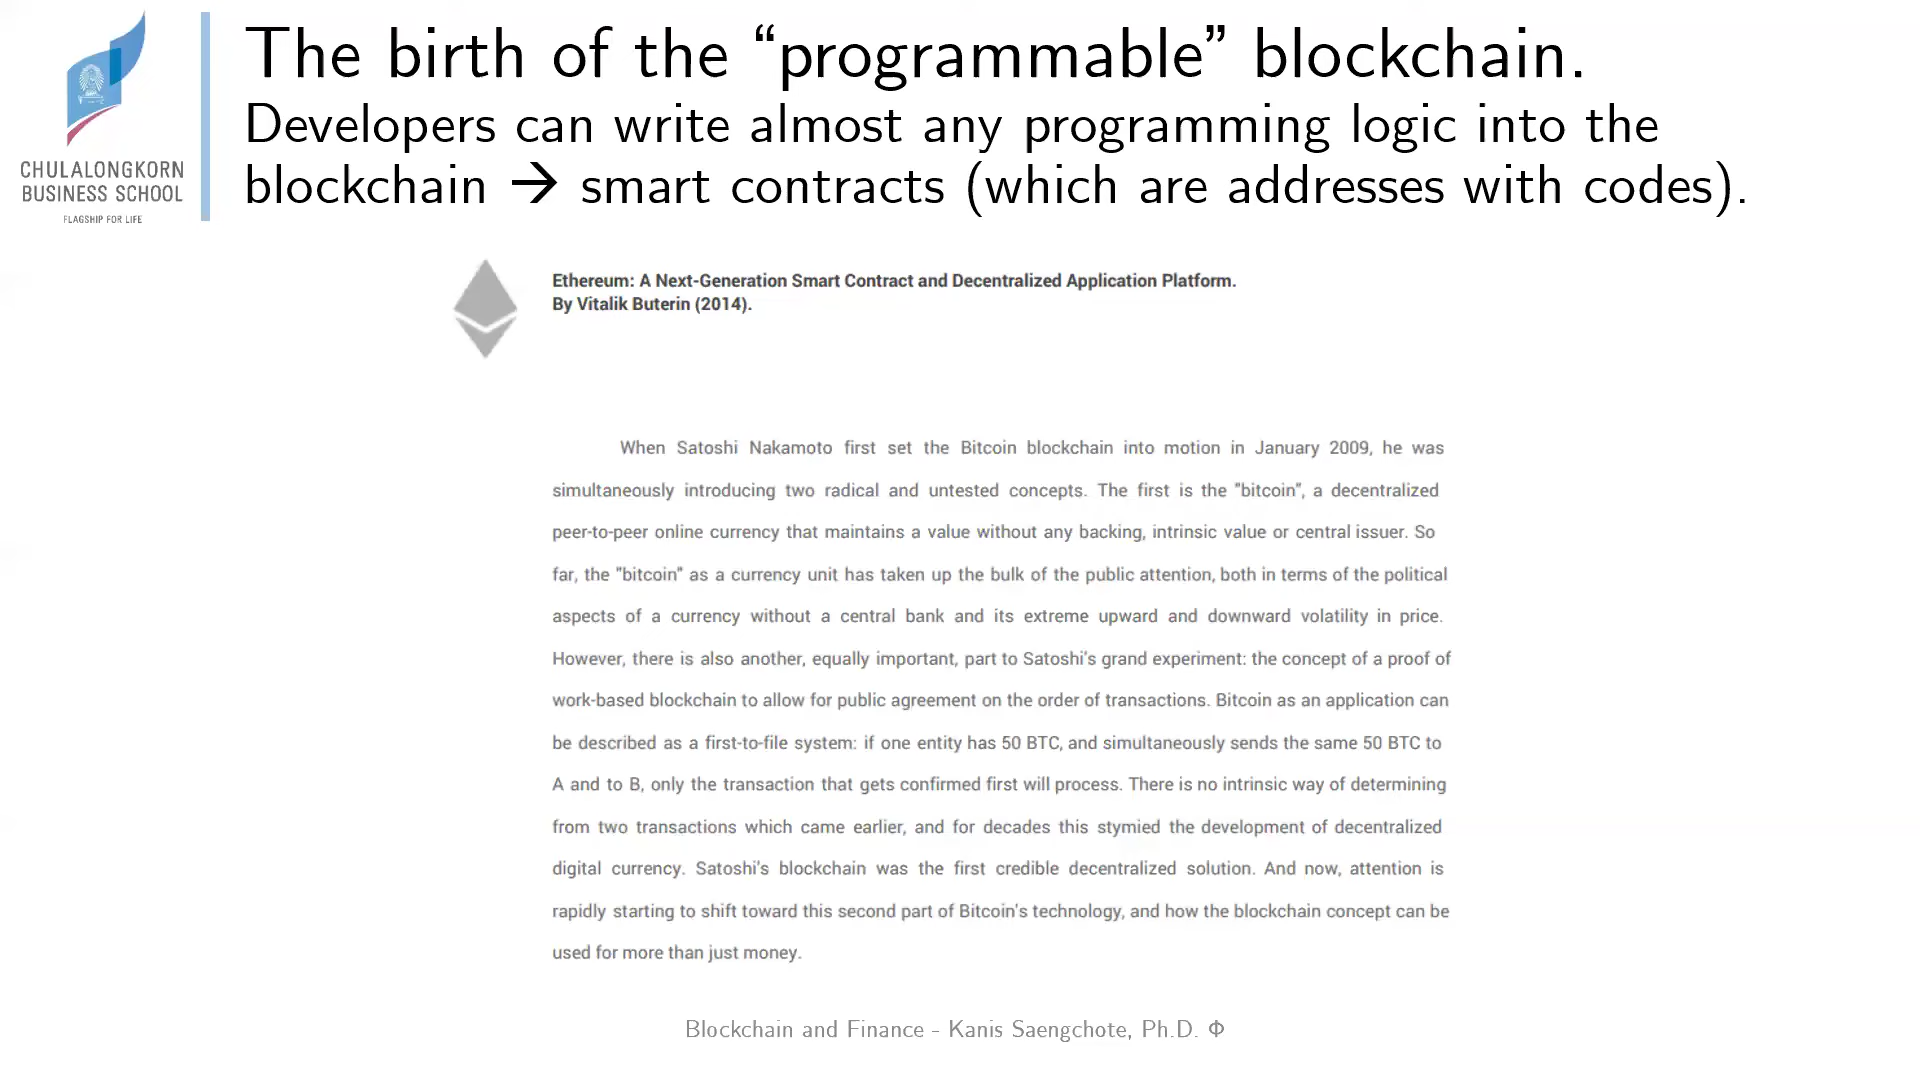 CHULALONGKORN
BUSINESS SCHOOL
FLAGSHIP FOR LIFE
The birth of the “programmable” blockchain.
Developers can write almost any programming logic into the
blockchain → smart contracts (which are addresses with codes).
Ethereum: A Next-Generation Smart Contract and Decentralized Application Platform.
By Vitalik Buterin (2014).
When Satoshi Nakamoto first set the Bitcoin blockchain into motion in January 2009, he was
simultaneously introducing two radical and untested concepts. The first is the "bitcoin", a decentralized
peer-to-peer online currency that maintains a value without any backing, intrinsic value or central issuer. So
far, the "bitcoin" as a currency unit has taken up the bulk of the public attention, both in terms of the political
aspects of a currency without a central bank and its extreme upward and downward volatility in price.
However, there is also another, equally important, part to Satoshi's grand experiment: the concept of a proof of
work-based blockchain to allow for public agreement on the order of transactions. Bitcoin as an application can
be described as a first-to-file system: if one entity has 50 BTC, and simultaneously sends the same 50 BTC to
A and to B, only the transaction that gets confirmed first will process. There is no intrinsic way of determining
from two transactions which came earlier, and for decades this stymied the development of decentralized
digital currency. Satoshi's blockchain was the first credible decentralized solution. And now, attention is
rapidly starting to shift toward this second part of Bitcoin's technology, and how the blockchain concept can be
used for more than just money.
Blockchain and Finance - Kanis Saengchote, Ph.D. Φ